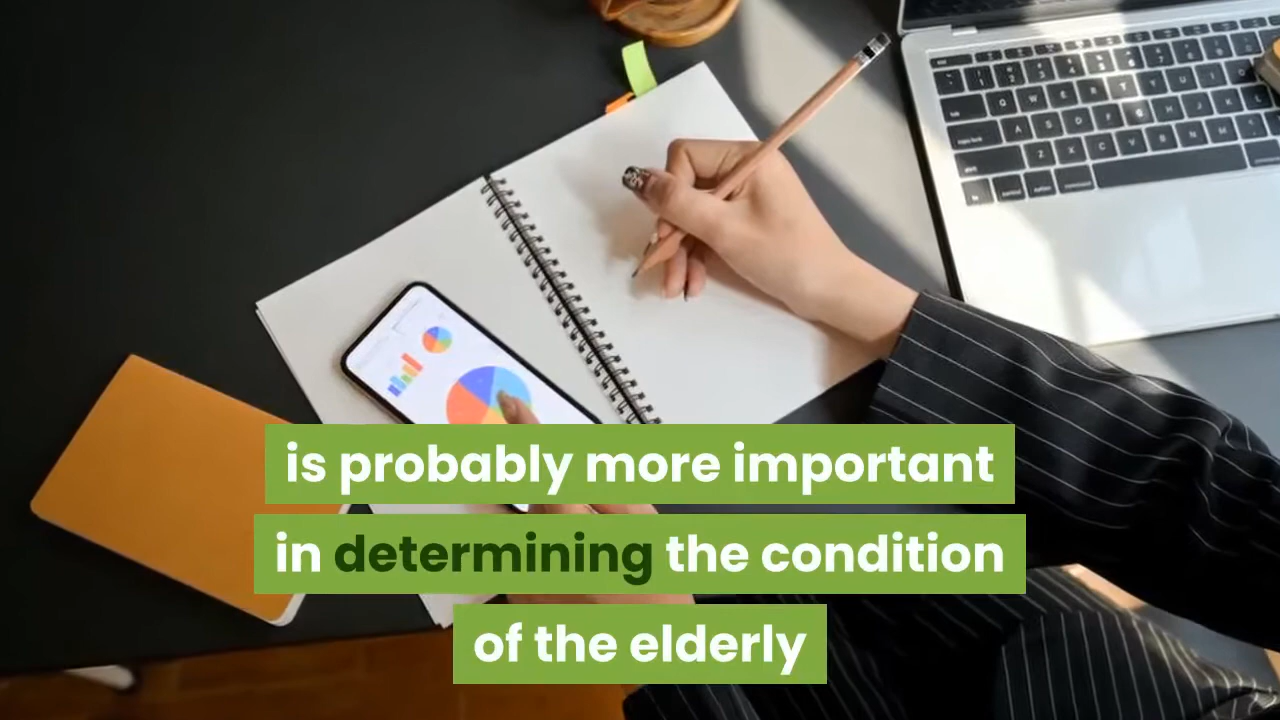 is probably more important
in determining the condition
of the elderly